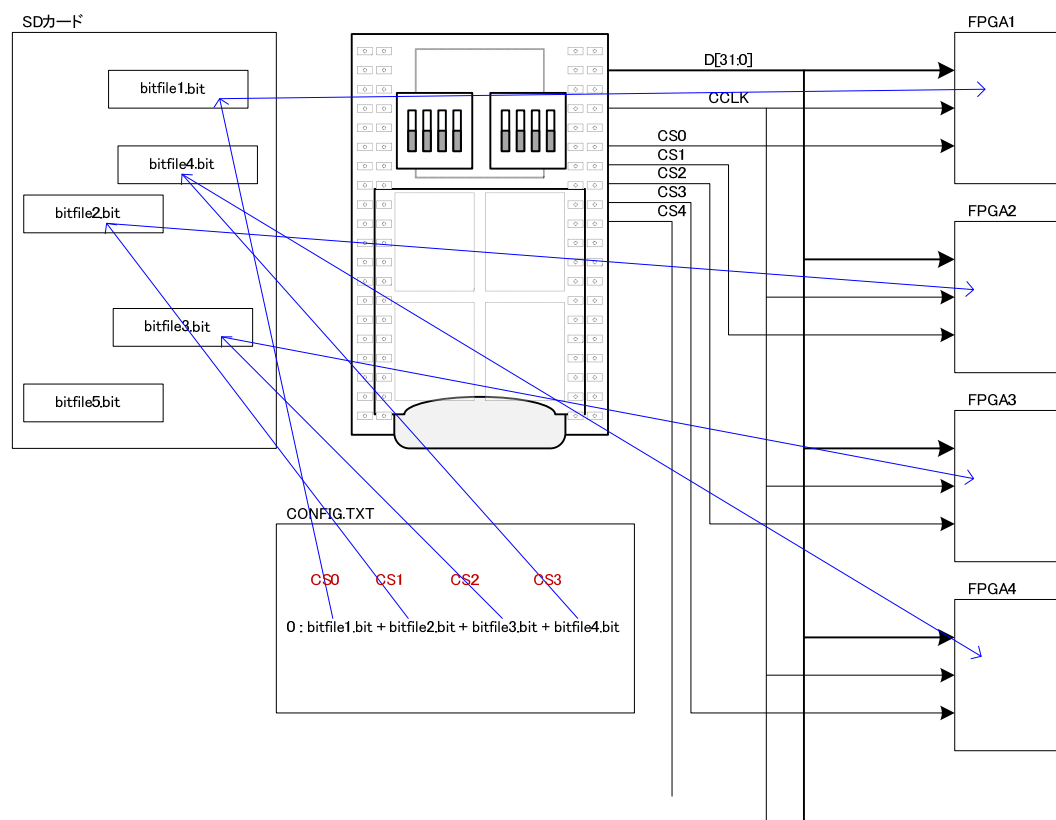 SDカード
bitfile1.bit
bitfile4.bit
bitfile2.bit
bitfile3.bit
bitfile5.bit
D[31:0]
CCLK
CS0
CS1
CS2
CS3
CS4
FPGA1
FPGA2
FPGA3
FPGA4
CONFIG.TXT
CS0 CS1 CS2 CS3
0 : bitfile1.bit + bitfile2.bit + bitfile3.bit + bitfile4.bit